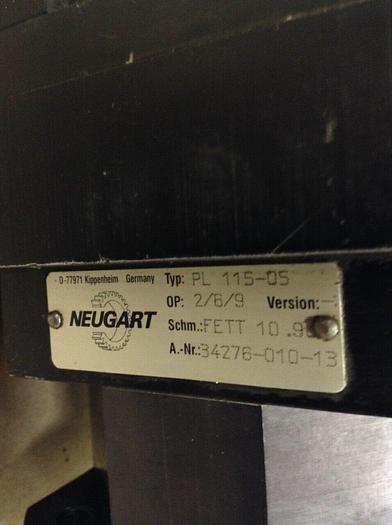 D-77971 Kippenheim Germany Typ: PL 115-05
OP: 2/6/9 Version:
NEUGART
Schm.: FETT 10.9
A.-Nr.: 34276-010-13